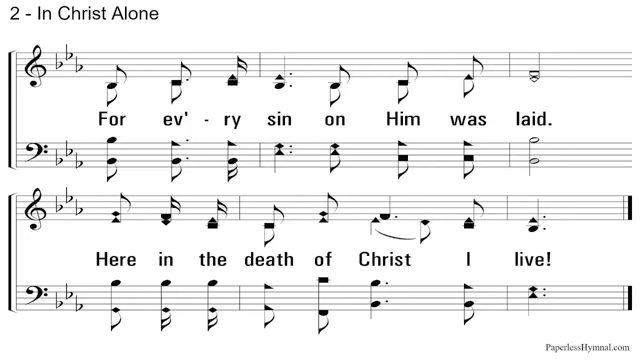 2 - In Christ Alone
For ev' - ry sin on Him was laid.
Here in the death of Christ I live!
PaperlessHymnal.com